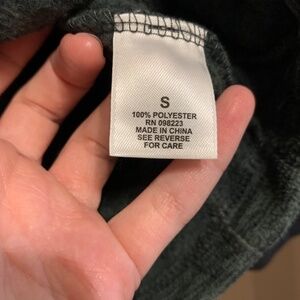 S
100% POLYESTER
RN 098223
MADE IN CHINA
SEE REVERSE
FOR CARE